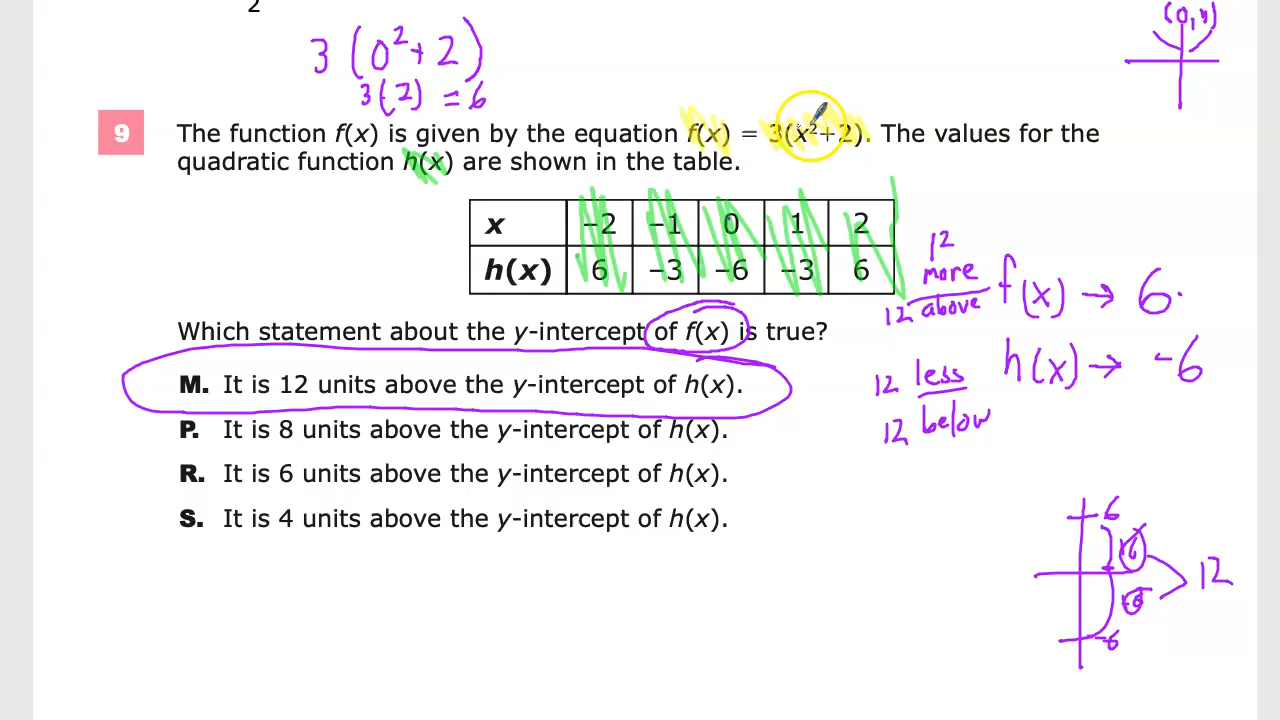 2
3 (0² + 2)
3(2) = 6
9 The function f(x) is given by the equation f(x) = 3(x²+2). The values for the
quadratic function h(x) are shown in the table.
x −2 −1 0 1 2
h(x) 6 −3 −6 −3 6
12
more
12 above
f(x) → 6.
Which statement about the y-intercept of f(x) is true?
h(x) → -6
12 less
12 below
M. It is 12 units above the y-intercept of h(x).
P. It is 8 units above the y-intercept of h(x).
R. It is 6 units above the y-intercept of h(x).
S. It is 4 units above the y-intercept of h(x).
6
12
-6